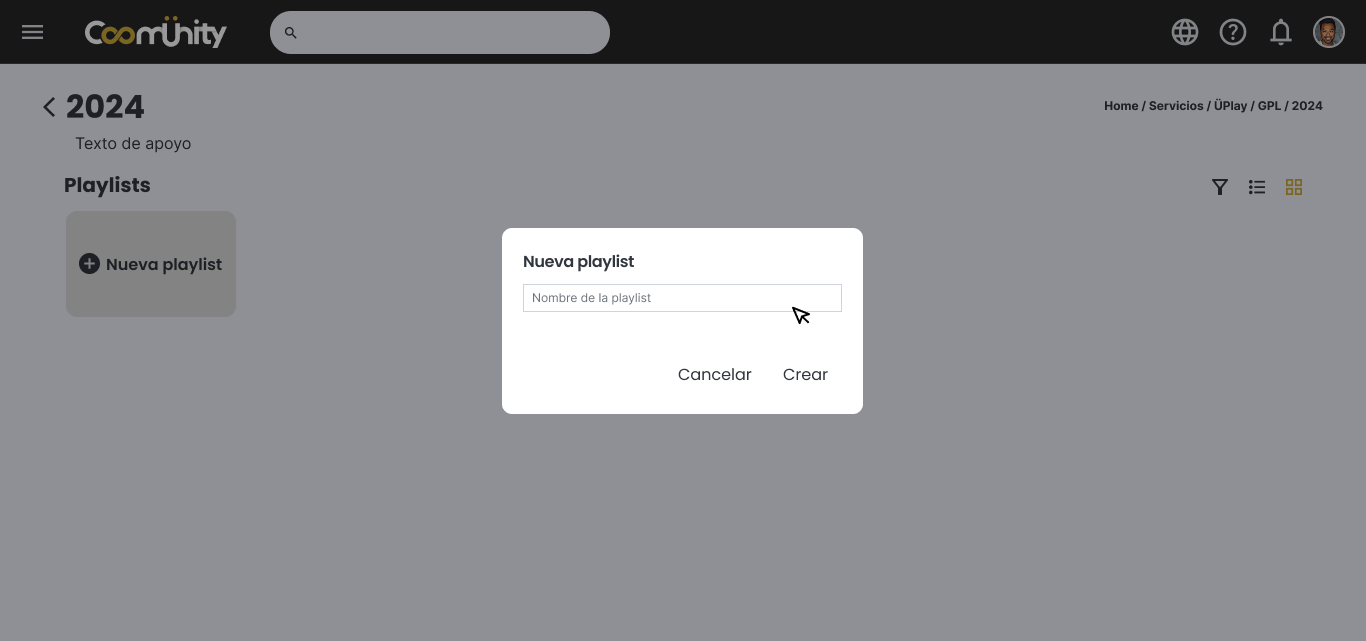 Coomünity
2024
Home / Servicios / ÜPlay / GPL / 2024
Texto de apoyo
Playlists
Nueva playlist
Nueva playlist
Nombre de la playlist
Cancelar
Crear